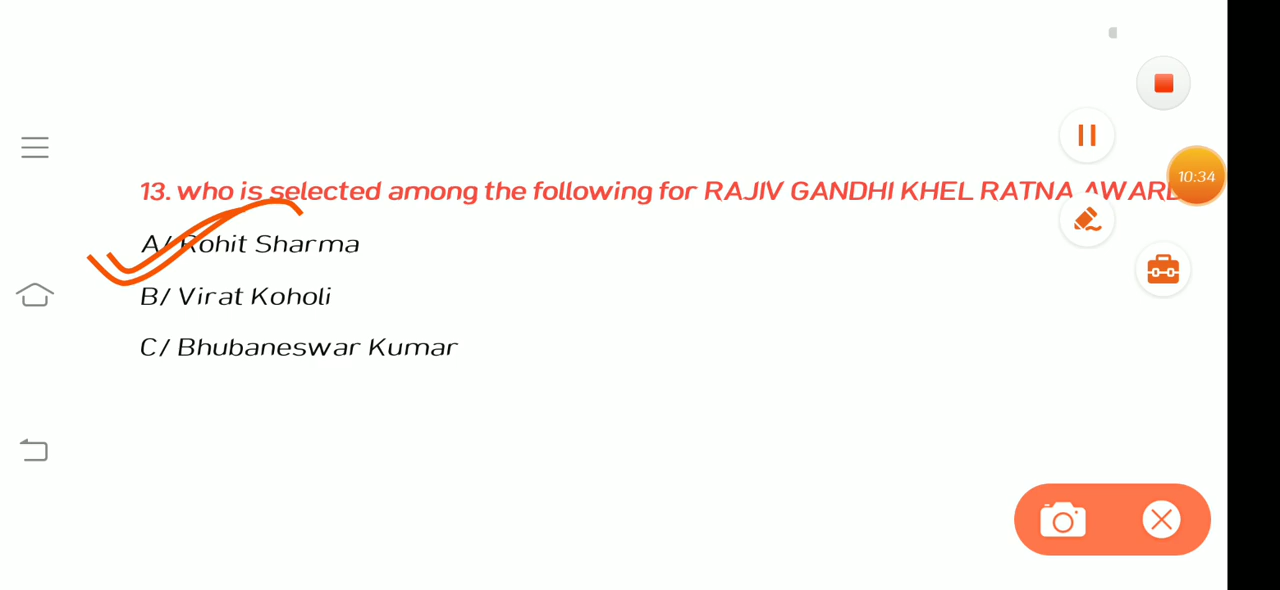 13. who is selected among the following for RAJIV GANDHI KHEL RATNA AWARD
A/ Rohit Sharma
B/ Virat Koholi
C/ Bhubaneswar Kumar
10:34